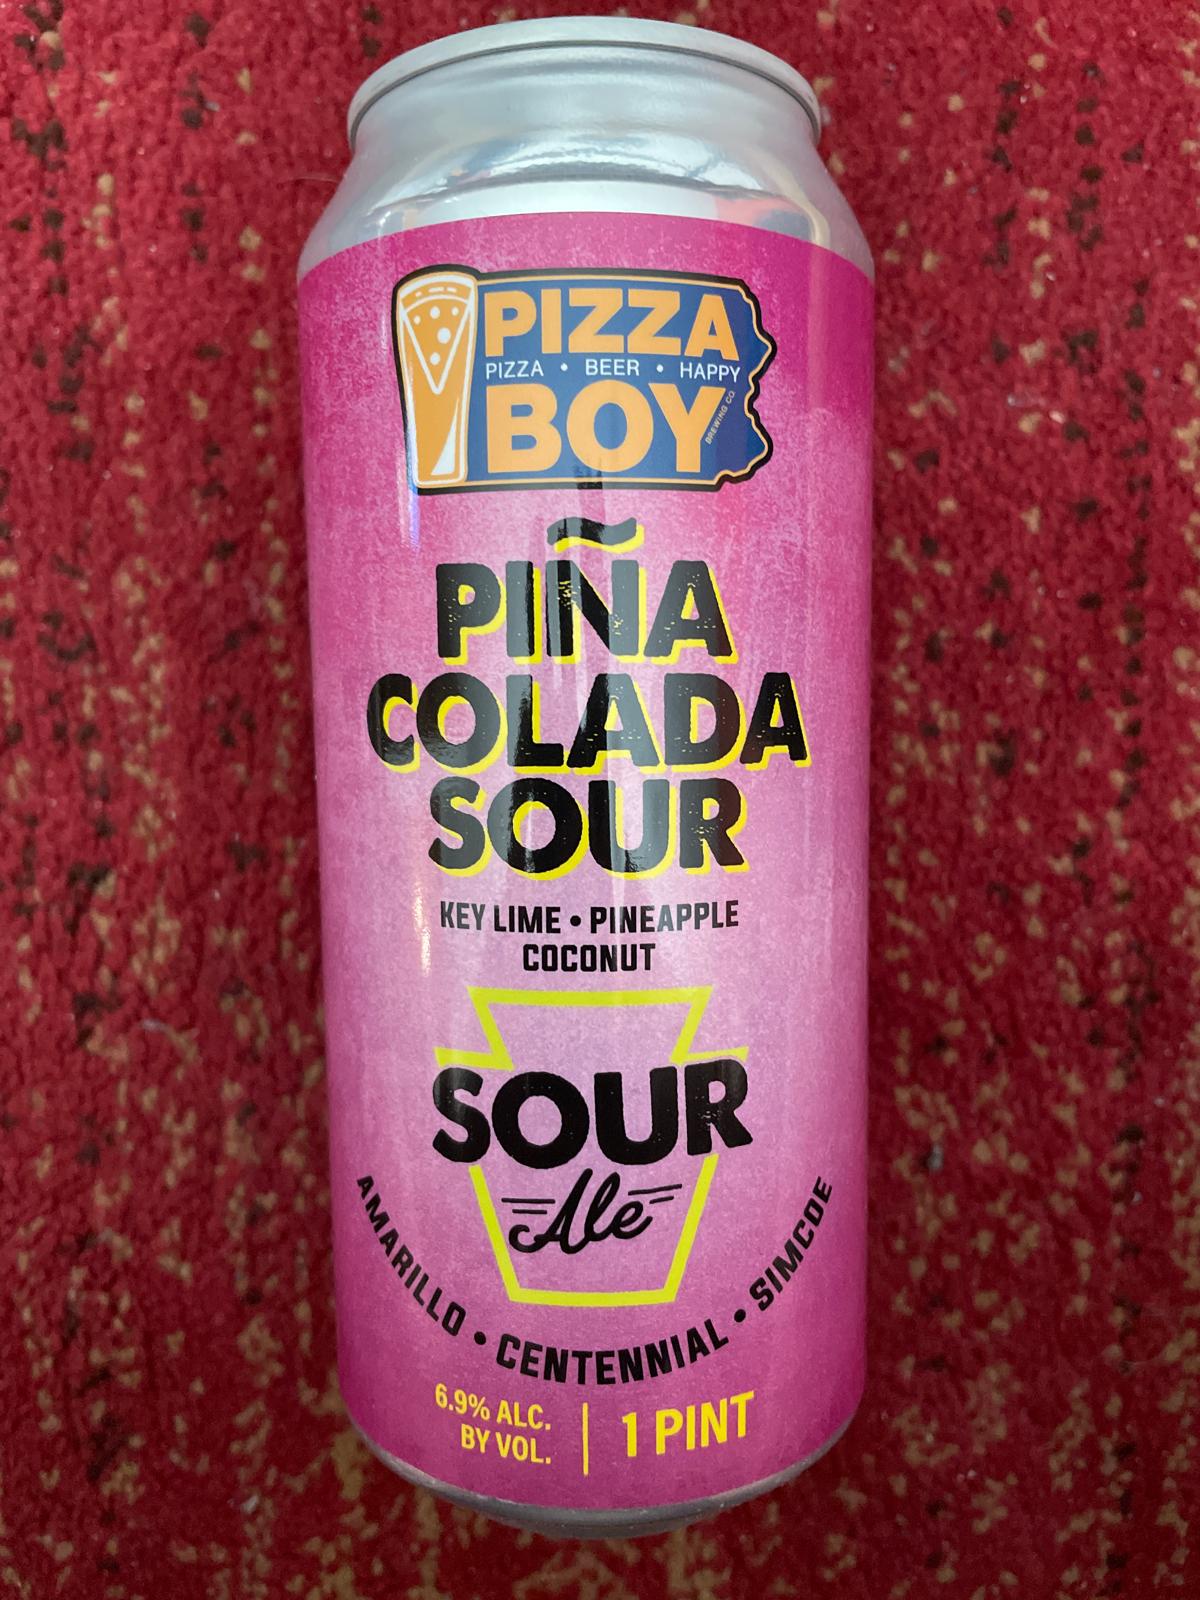 PIZZA
PIZZA • BEER • HAPPY
BOY
BREWING CO.
PIÑA
COLADA
SOUR
KEY LIME • PINEAPPLE
COCONUT
SOUR
Ale
AMARILLO • CENTENNIAL • SIMCOE
6.9% ALC.
BY VOL.
1 PINT